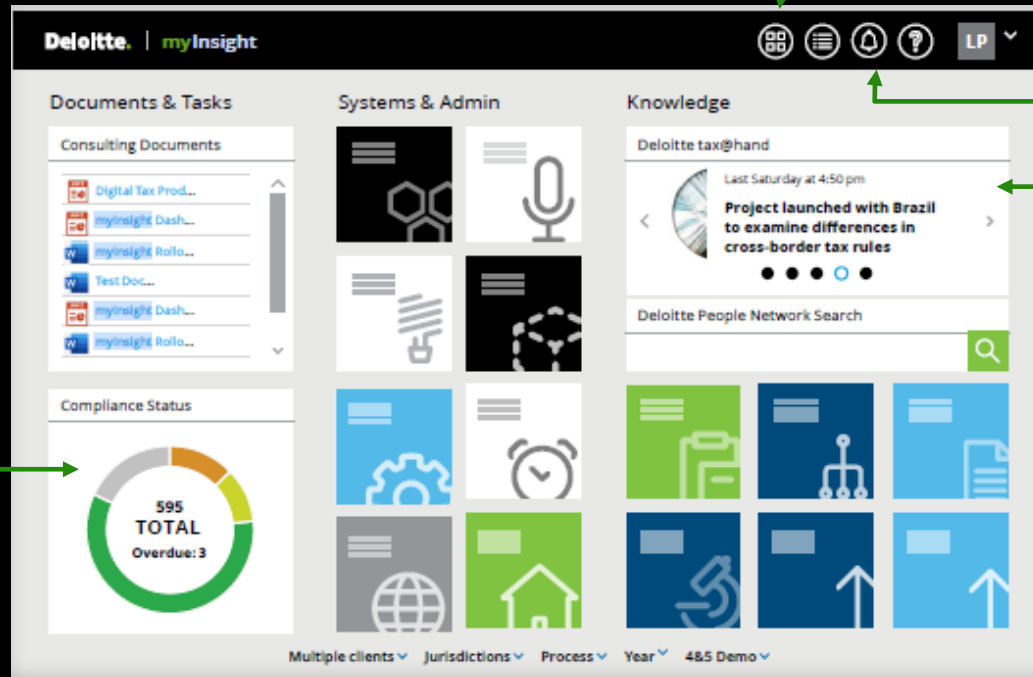 Deloitte. | myInsight
LP
Documents & Tasks
Consulting Documents
Digital Tax Prod...
myInsight Dash...
myInsight Rollo...
Test Doc...
myInsight Dash...
myInsight Rollo...
Compliance Status
595
TOTAL
Overdue: 3
Systems & Admin
Knowledge
Deloitte tax@hand
Last Saturday at 4:50 pm
Project launched with Brazil
to examine differences in
cross-border tax rules
Deloitte People Network Search
Multiple clients Jurisdictions Process Year 4&5 Demo